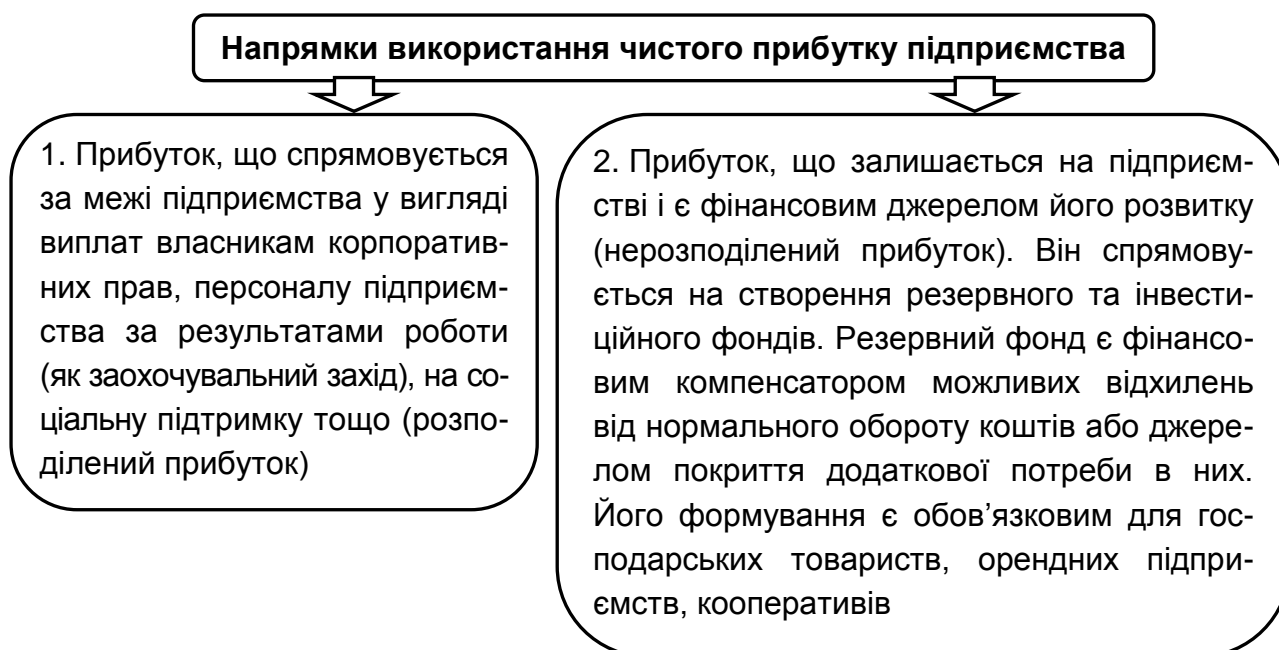 Напрямки використання чистого прибутку підприємства
1. Прибуток, що спрямовується
за межі підприємства у вигляді
виплат власникам корпоратив-
них прав, персоналу підприєм-
ства за результатами роботи
(як заохочувальний захід), на со-
ціальну підтримку тощо (розпо-
ділений прибуток)
2. Прибуток, що залишається на підприєм-
стві і є фінансовим джерелом його розвитку
(нерозподілений прибуток). Він спрямову-
ється на створення резервного та інвести-
ційного фондів. Резервний фонд є фінансо-
вим компенсатором можливих відхилень
від нормального обороту коштів або джере-
лом покриття додаткової потреби в них.
Його формування є обов’язковим для гос-
подарських товариств, орендних підпри-
ємств, кооперативів